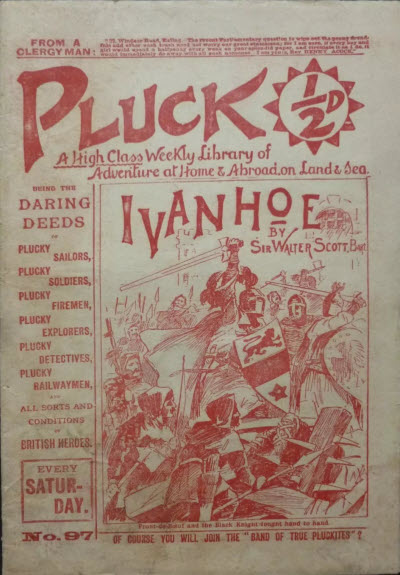 FROM A
CLERGYMAN:
PLUCK
½D
A High Class Weekly Library of
Adventure at Home & Abroad, on Land & Sea.
BEING THE
DARING
DEEDS
OF
PLUCKY
SAILORS,
PLUCKY
SOLDIERS,
PLUCKY
FIREMEN,
PLUCKY
EXPLORERS,
PLUCKY
DETECTIVES,
PLUCKY
RAILWAYMEN,
AND
ALL SORTS AND
CONDITIONS
OF
BRITISH HEROES.
EVERY
SATUR-
DAY.
No. 97
IVANHOE
BY
SIR WALTER SCOTT, Bart
Front-de-Bœuf and the Black Knight fought hand to hand.
OF COURSE YOU WILL JOIN THE "BAND OF TRUE PLUCKITES"?